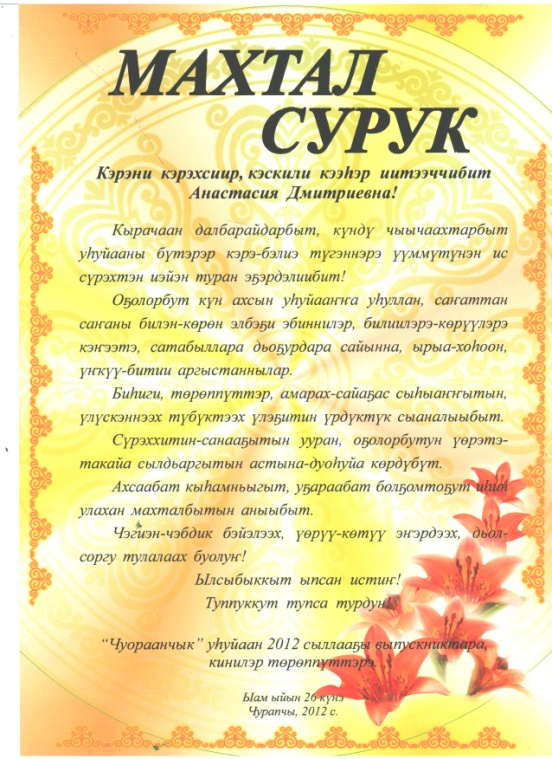 МАХТАЛ
СУРУК
Кэрэни кэрэхсиир, кэскили кээһэр иитээччибит
Анастасия Дмитриевна!
Кырачаан далбарайдарбыт, күндү чыычаахтарбыт
уһуйааны бүтэрэр кэрэ-бэлиэ түгэннэрэ үүммүтүнэн ис
сүрэхтэн иэйэн туран эҕэрдэлиибит!
Оҕолорбут күн ахсын уһуйааҥҥа уһуллан, саҥаттан
саҥаны билэн-көрөн элбэҕи эбиннилэр, билиилэрэ-көрүүлэрэ
кэҥээтэ, сатабыллара дьоҕурдара сайынна, ырыа-хоһоон,
үҥкүү-битии аргыстаннылар.
Биһиги, төрөппүттэр, амарах-сайаҕас сыһыаҥҥытын,
үлүскэннээх түбүктээх үлэҕитин үрдүктүк сыаналыыбыт.
Сүрэххитин-санааҕытын ууран, оҕолорбутун үөрэтэ-
такайа сылдьаргытын астына-дуоһуйа көрдүбүт.
Ахсаабат кыһамньыгыт, уҕараабат болҕомтоҕут иһин
улахан махталбытын аныыбыт.
Чэгиэн-чэбдик бэйэлээх, үөрүү-көтүү эҥэрдээх, дьол-
соргу тулалаах буолуҥ!
Ылсыбыккыт ыпсан истиҥ!
Туппуккут тупса турдун!
“Чуораанчык” уһуйаан 2012 сыллааҕы выпускниктара,
кинилэр төрөппүттэрэ.
Ыам ыйын 26 күнэ
Чурапчы, 2012 с.